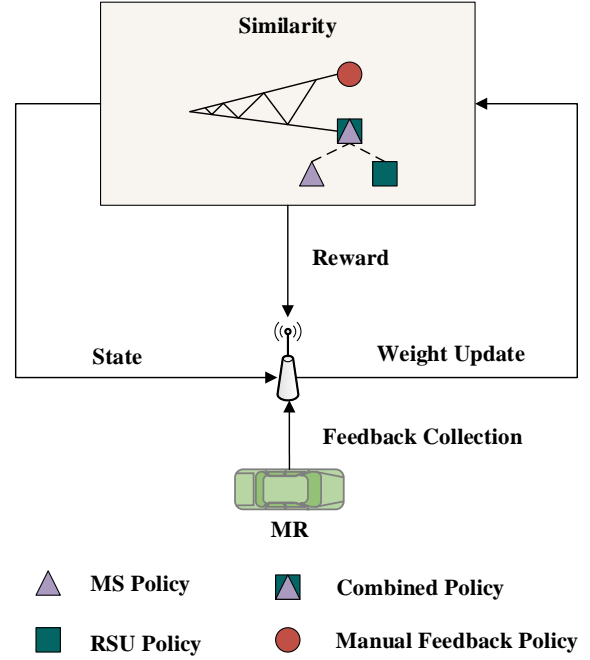 Similarity
Reward
State
Weight Update
Feedback Collection
MR
MS Policy
Combined Policy
RSU Policy
Manual Feedback Policy